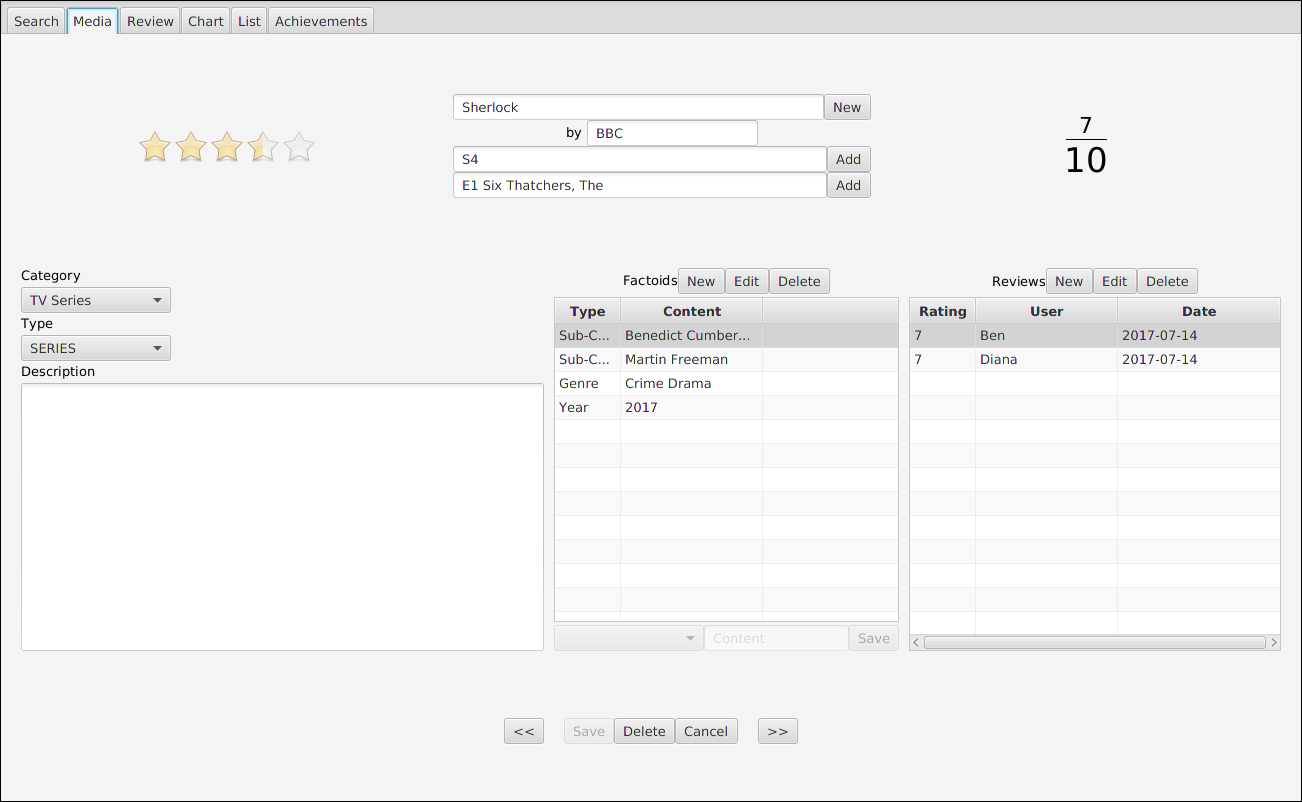 Search Media Review Chart List Achievements
Sherlock New
by BBC
7
10
S4 Add
E1 Six Thatchers, The Add
Category
TV Series
Type
SERIES
Description
Factoids New Edit Delete
Type Content
Sub-C... Benedict Cumber...
Sub-C... Martin Freeman
Genre Crime Drama
Year 2017
Content Save
Reviews New Edit Delete
Rating User Date
7 Ben 2017-07-14
7 Diana 2017-07-14
<< Save Delete Cancel >>